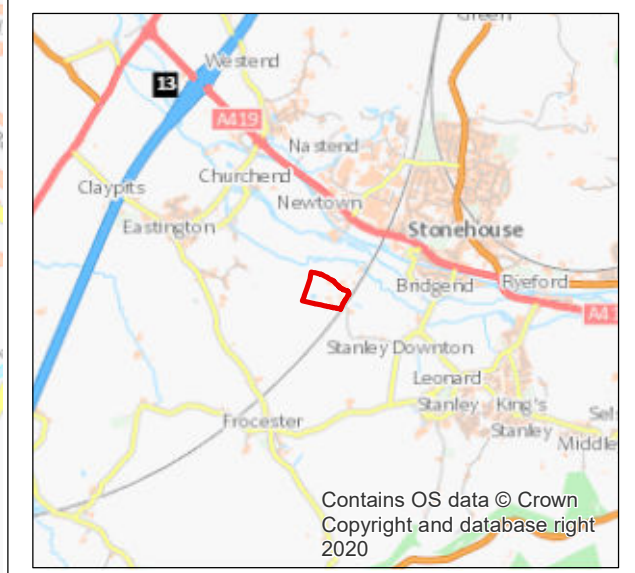 Green
Westend
13
A419
Nastend
Churchend
Claypits
Newtown
Eastington
Stonehouse
Bridgend
Ryeford
A41
Stanley Downton
Leonard
Stanley
King's
Stanley
Sel
Middle
Frocester
Contains OS data © Crown
Copyright and database right
2020